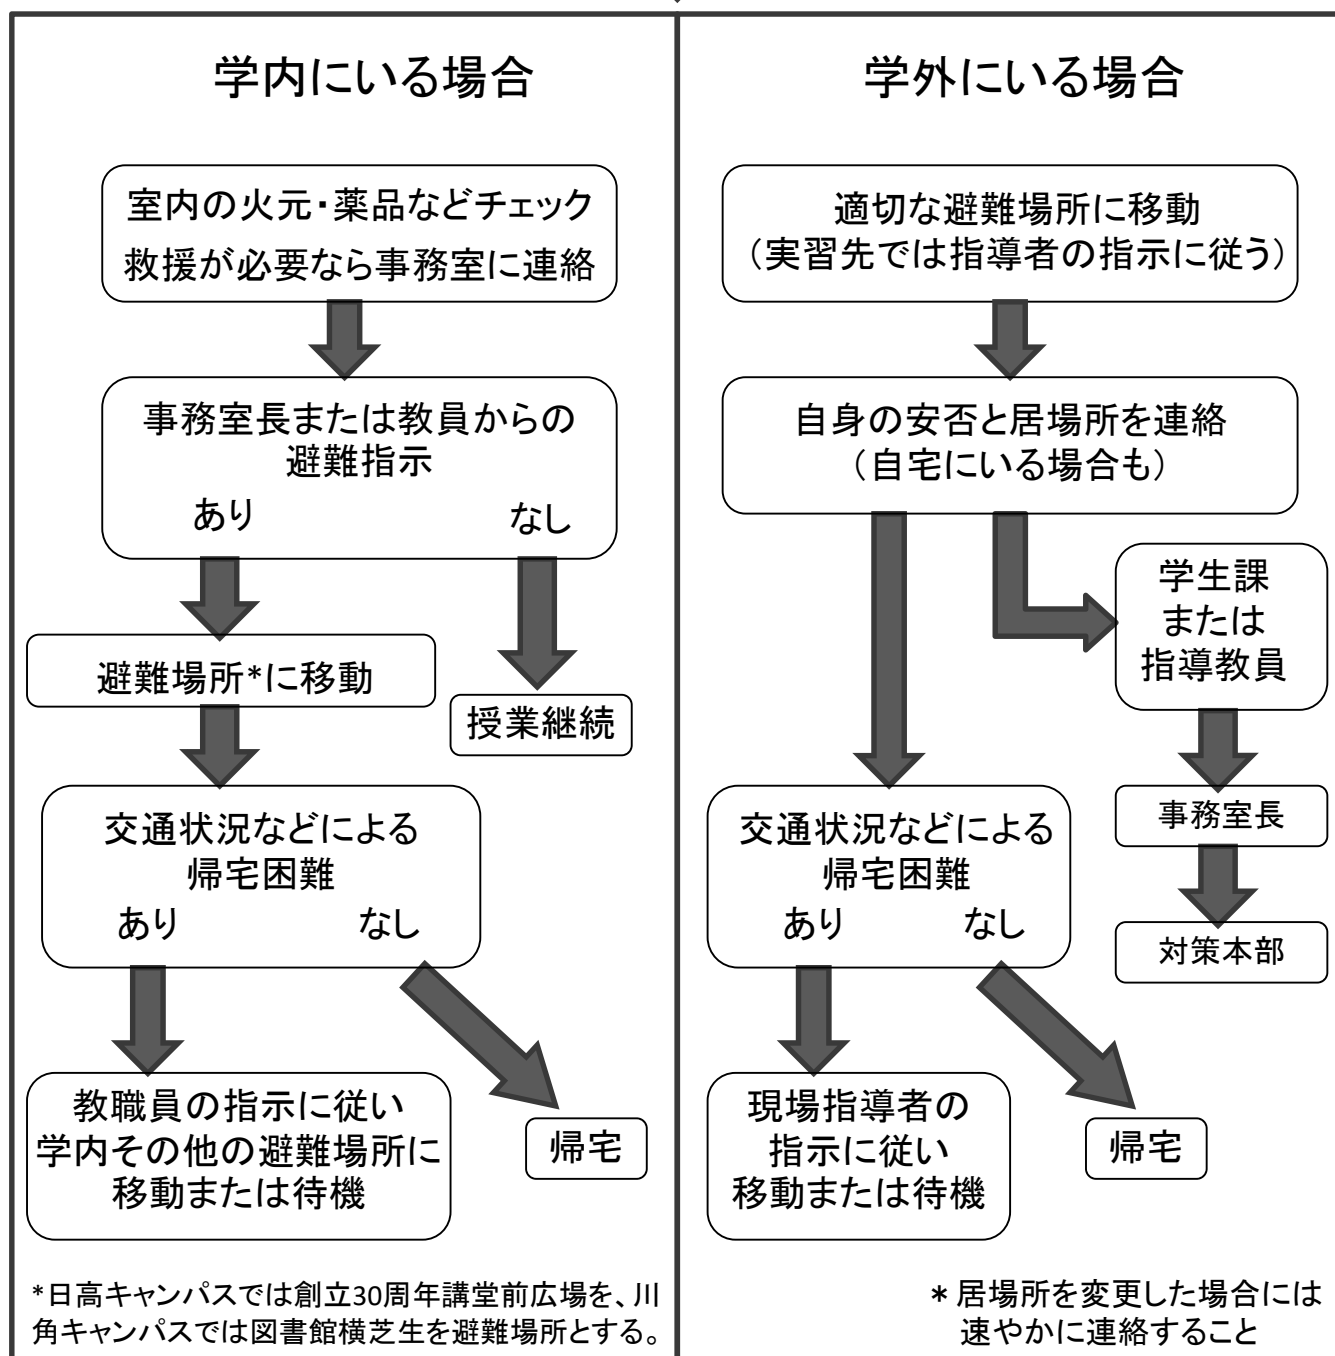 学内にいる場合
室内の火元・薬品などチェック
救援が必要なら事務室に連絡
事務室長または教員からの
避難指示
あり なし
避難場所*に移動
授業継続
交通状況などによる
帰宅困難
あり なし
教職員の指示に従い
学内その他の避難場所に
移動または待機
帰宅
*日高キャンパスでは創立30周年講堂前広場を、川
角キャンパスでは図書館横芝生を避難場所とする。
学外にいる場合
適切な避難場所に移動
(実習先では指導者の指示に従う)
自身の安否と居場所を連絡
(自宅にいる場合も)
学生課
または
指導教員
事務室長
対策本部
交通状況などによる
帰宅困難
あり なし
現場指導者の
指示に従い
移動または待機
帰宅
*居場所を変更した場合には
速やかに連絡すること